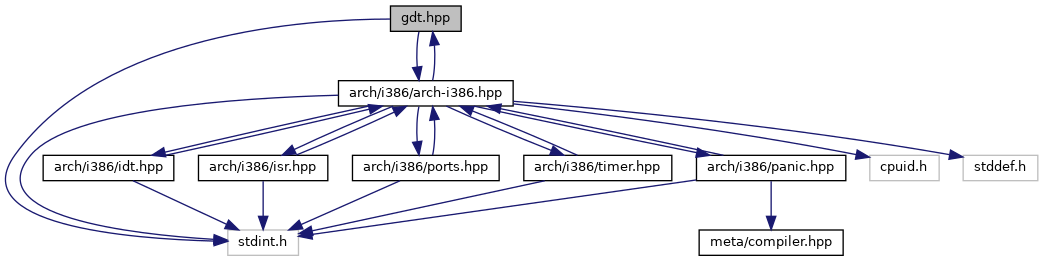 gdt.hpp
arch/i386/arch-i386.hpp
arch/i386/idt.hpp
arch/i386/isr.hpp
arch/i386/ports.hpp
arch/i386/timer.hpp
arch/i386/panic.hpp
cpuid.h
stddef.h
stdint.h
meta/compiler.hpp